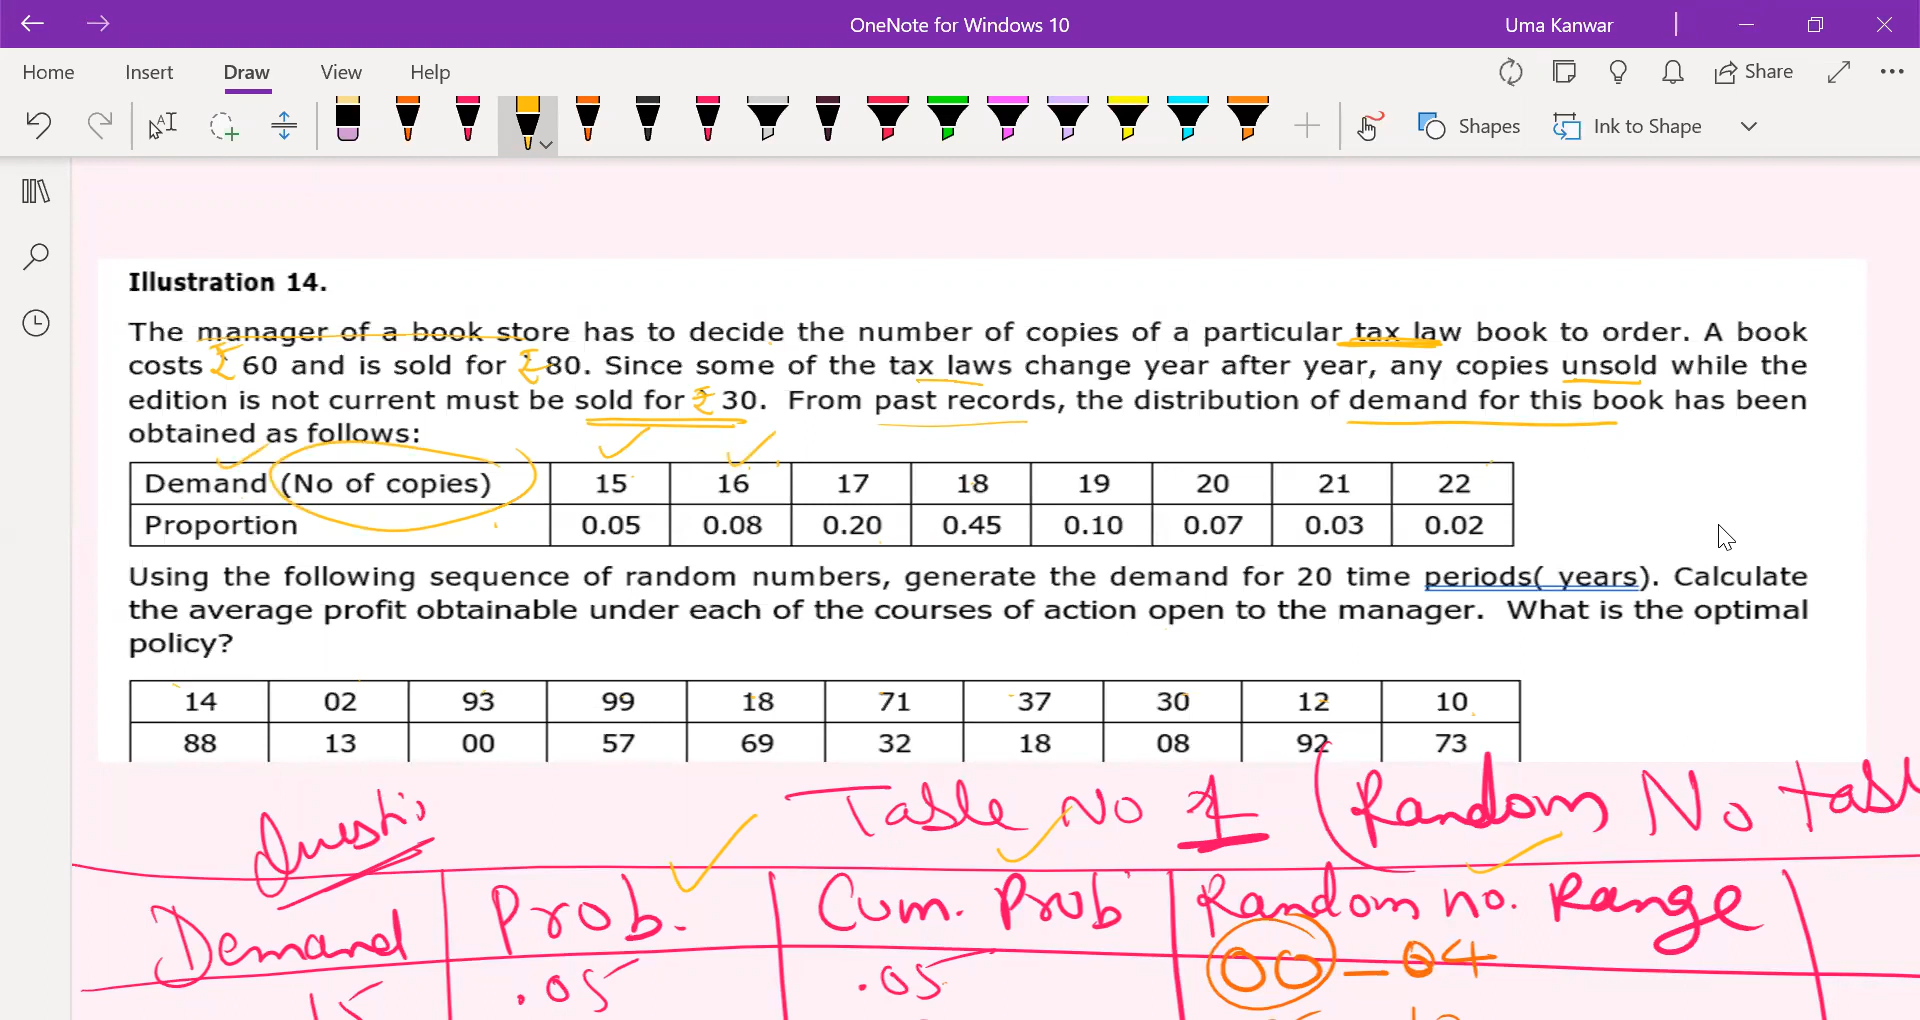 OneNote for Windows 10
Uma Kanwar
Home Insert Draw View Help
Share
Shapes Ink to Shape
Illustration 14.
The manager of a book store has to decide the number of copies of a particular tax law book to order. A book
costs ₹ 60 and is sold for ₹ 80. Since some of the tax laws change year after year, any copies unsold while the
edition is not current must be sold for ₹ 30. From past records, the distribution of demand for this book has been
obtained as follows:
Demand (No of copies) 15 16 17 18 19 20 21 22
Proportion 0.05 0.08 0.20 0.45 0.10 0.07 0.03 0.02
Using the following sequence of random numbers, generate the demand for 20 time periods( years). Calculate
the average profit obtainable under each of the courses of action open to the manager. What is the optimal
policy?
14 02 93 99 18 71 37 30 12 10
88 13 00 57 69 32 18 08 92 73
Table No 1 (Random No
Demand Prob. Cum. Prob Random no. Range
15 .05 .05 00 - 04